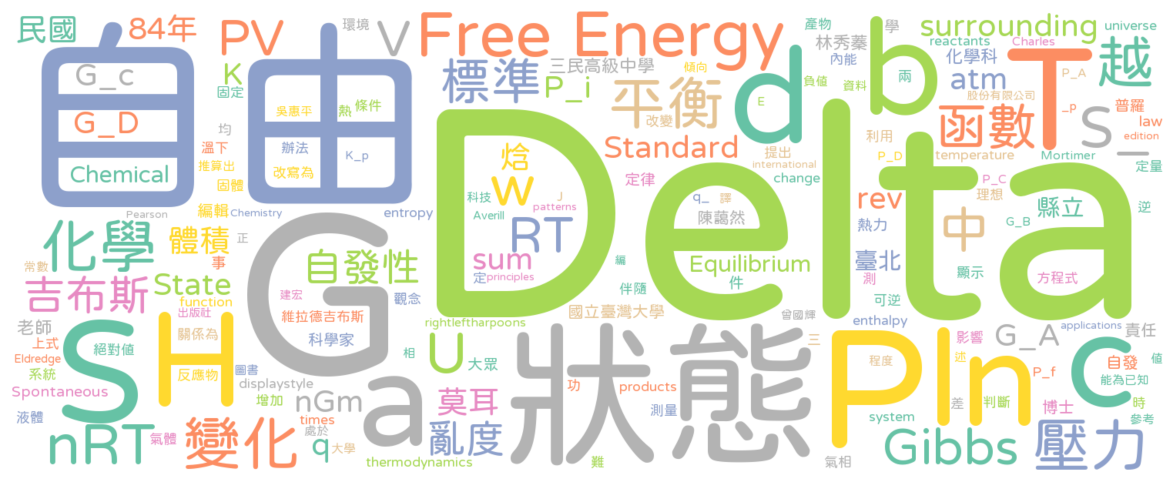 民國
84年
PV
環境
V
Free Energy
產物
林秀蓁
學
surrounding
universe
自由
G_c
K
固定
三民高級中學
傾向
內能
reactants
Charles
化學科
越
標準
P_i
d
b
兩
atm
T
P_A
股份有限公司
G_D
吳惠平
熱
條件
平衡
E
負值
資料
函數
_p
普羅
均
溫下
辦法
K_p
改變
利用
S_
law
edition
Chemical
推算出
改寫為
焓
Standard
提出
international
P_D
temperature
Mortimer
定量
固體
科技
w
J
定律
change
rev
P_C
理想
Pearson
編輯
Chemistry
entropy
Averill
patterns
q_
譯
陳藹然
G_B
縣立
逆
化學
體積
正
G
Delta
RT
熱力
中
常數
事
自發性
sum
編
Equilibrium
臺北
顯示
方程式
吉布斯
State
定
principles
伴隨
件
測
function
建宏
觀念
可逆
出版社
維拉德吉布斯
國立臺灣大學
曾國輝
老師
S
H
關係為
科學家
rightleftharpoons
enthalpy
影響
G_A
applications
責任
上式
絕對值
U
大眾
狀態
三
P
ln
C
Eldredge
反應物
圖書
相
程度
述
自發
值
系統
displaystyle
a
功
products
P_f
能為已知
Spontaneous
增加
nGm
莫耳
測量
差
判斷
博士
時
液體
times
system
參考
nRT
氣體
變化
處於
q
大學
亂度
Gibbs
壓力
thermodynamics
難
氣相